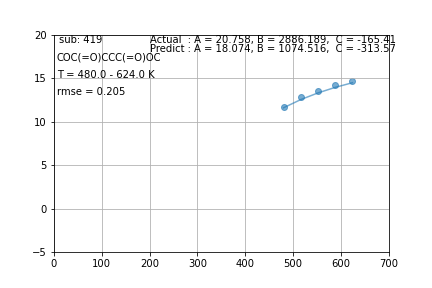 sub: 419
Actual : A = 20.758, B = 2886.189, C = -165.41
Predict : A = 18.074, B = 1074.516, C = -313.57
COC(=O)CCC(=O)OC
T = 480.0 - 624.0 K
rmse = 0.205
20
15
10
5
0
−5
0 100 200 300 400 500 600 700